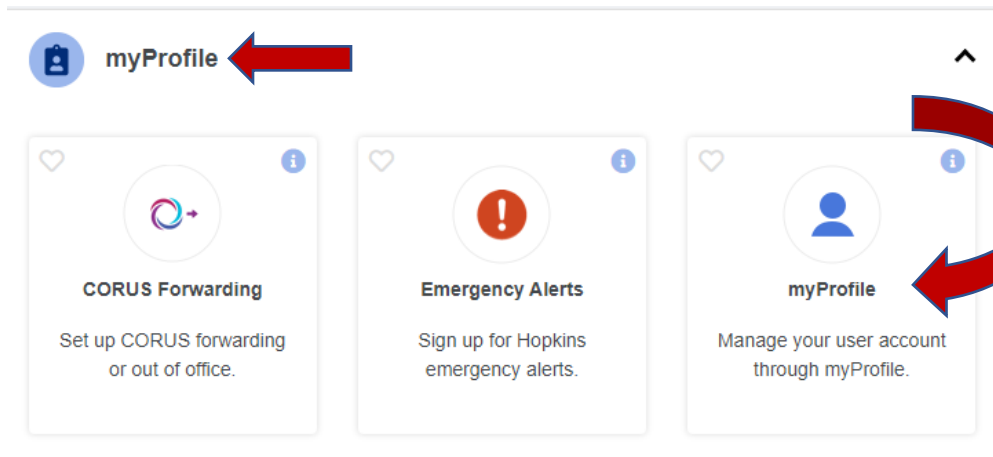 myProfile
CORUS Forwarding
Set up CORUS forwarding
or out of office.
Emergency Alerts
Sign up for Hopkins
emergency alerts.
myProfile
Manage your user account
through myProfile.